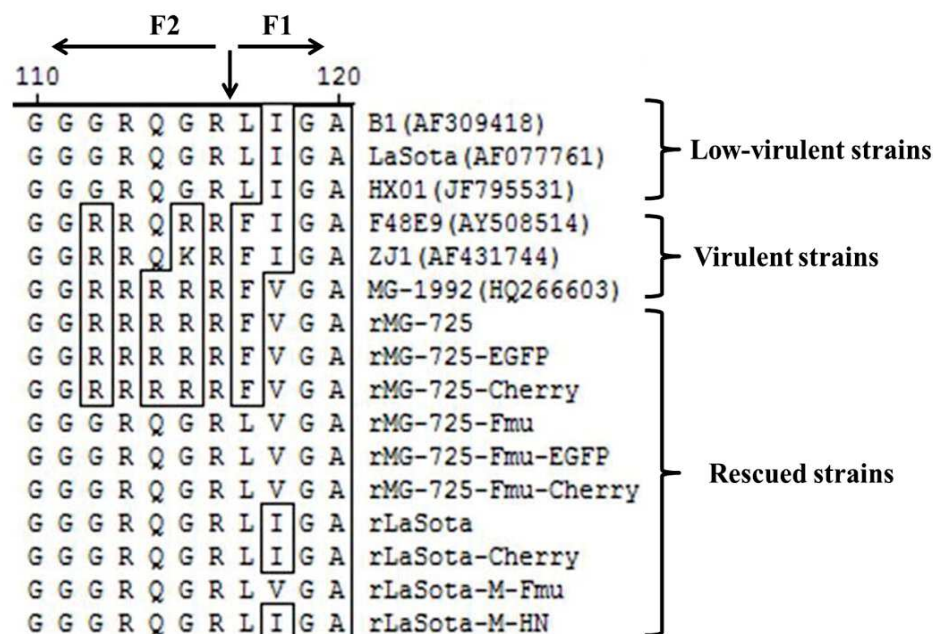 F2 F1
110 120
G G G R Q G R L I G A B1(AF309418)
G G G R Q G R L I G A LaSota(AF077761)
G G G R Q G R L I G A HX01(JF795531)
Low-virulent strains
G G R R Q R R F I G A F48E9(AY508514)
G G R R Q K R F I G A ZJ1(AF431744)
Virulent strains
G G R R R R R F V G A MG-1992(HQ266603)
G G R R R R R F V G A rMG-725
G G R R R R R F V G A rMG-725-EGFP
G G R R R R R F V G A rMG-725-Cherry
G G G R Q G R L V G A rMG-725-Fmu
G G G R Q G R L V G A rMG-725-Fmu-EGFP
Rescued strains
G G G R Q G R L V G A rMG-725-Fmu-Cherry
G G G R Q G R L I G A rLaSota
G G G R Q G R L I G A rLaSota-Cherry
G G G R Q G R L V G A rLaSota-M-Fmu
G G G R Q G R L I G A rLaSota-M-HN